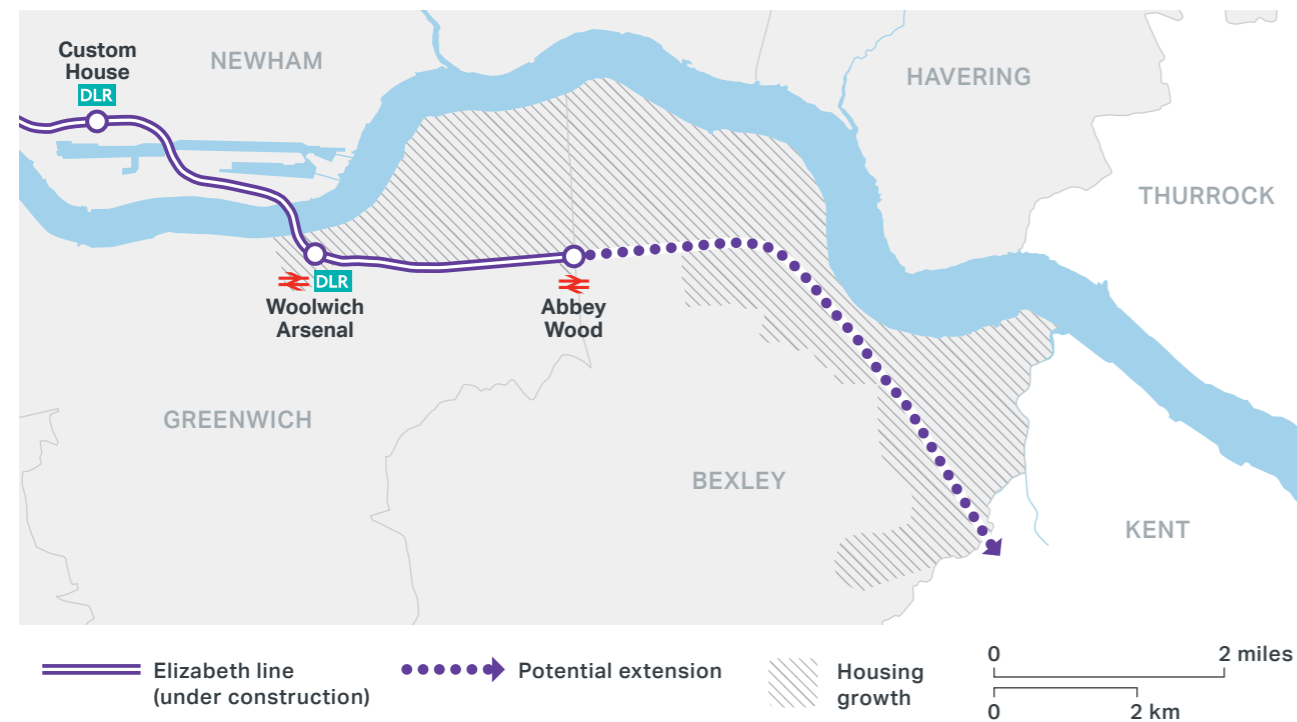 Custom
House
DLR
NEWHAM
HAVERING
THURROCK
DLR
Woolwich
Arsenal
Abbey
Wood
GREENWICH
BEXLEY
KENT
Elizabeth line
(under construction)
Potential extension
Housing
growth
0 2 miles
0 2 km